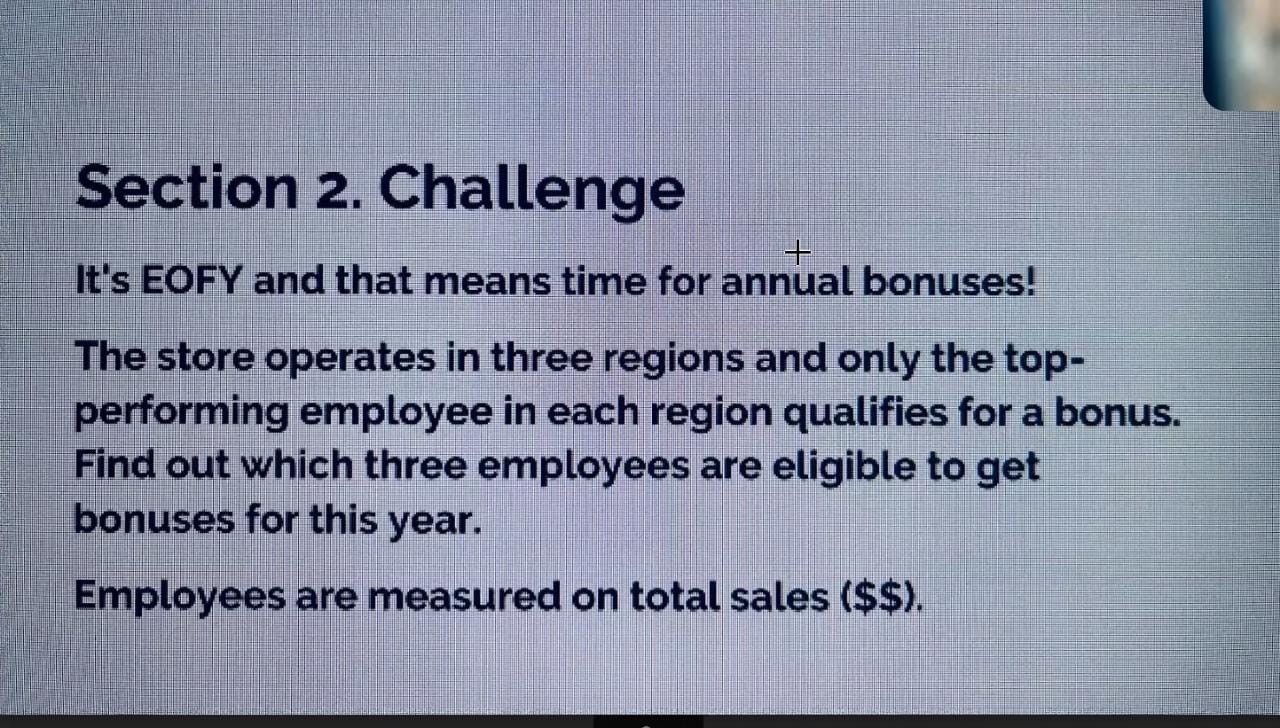 Section 2. Challenge
It's EOFY and that means time for annual bonuses!
The store operates in three regions and only the top-
performing employee in each region qualifies for a bonus.
Find out which three employees are eligible to get
bonuses for this year.
Employees are measured on total sales ($$).